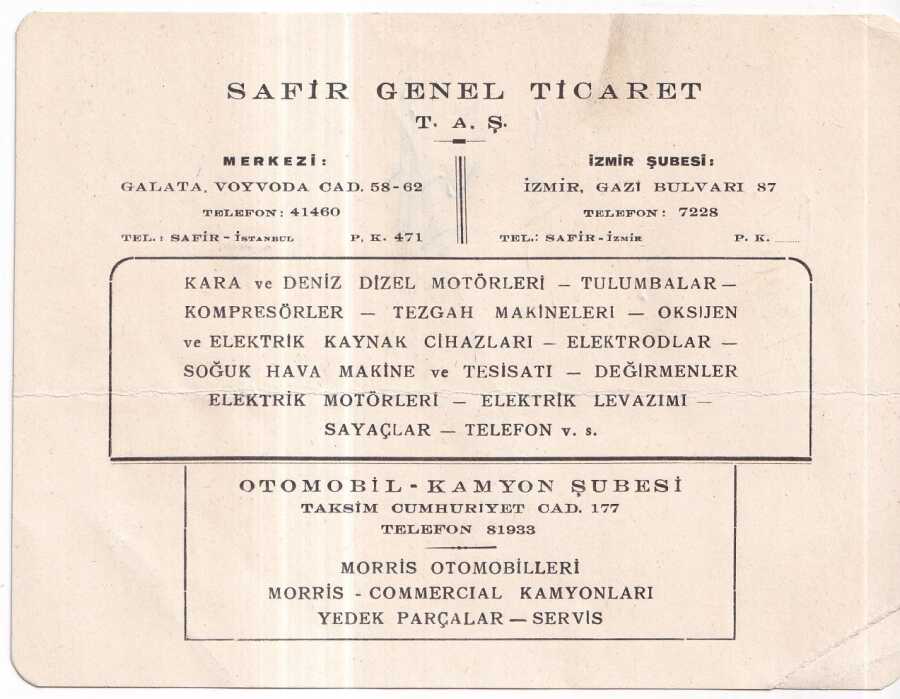 SAFİR GENEL TİCARET
T. A. Ş.
MERKEZİ:
GALATA, VOYVODA CAD. 58-62
TELEFON: 41460
TEL.: SAFİR - İSTANBUL P. K. 471
İZMİR ŞUBESİ:
İZMİR, GAZİ BULVARI 87
TELEFON: 7228
TEL.: SAFİR - İZMİR P. K. ____
KARA ve DENİZ DİZEL MOTÖRLERİ — TULUMBALAR —
KOMPRESÖRLER — TEZGAH MAKİNELERİ — OKSIJEN
ve ELEKTRİK KAYNAK CİHAZLARI — ELEKTRODLAR —
SOĞUK HAVA MAKİNE ve TESİSATI — DEĞİRMENLER
ELEKTRİK MOTÖRLERİ — ELEKTRİK LEVAZIMI —
SAYAÇLAR — TELEFON v. s.
OTOMOBİL - KAMYON ŞUBESİ
TAKSİM CUMHURİYET CAD. 177
TELEFON 81933
MORRİS OTOMOBİLLERİ
MORRİS - COMMERCIAL KAMYONLARI
YEDEK PARÇALAR — SERVİS